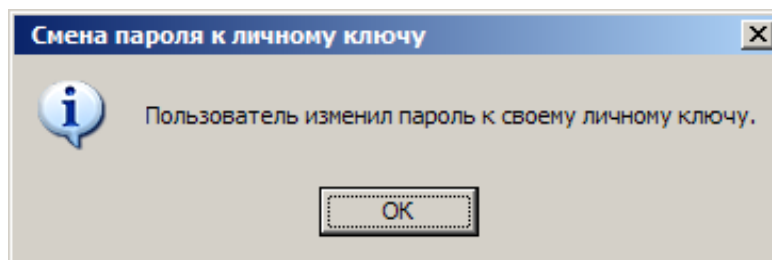 Смена пароля к личному ключу
Пользователь изменил пароль к своему личному ключу.
OK